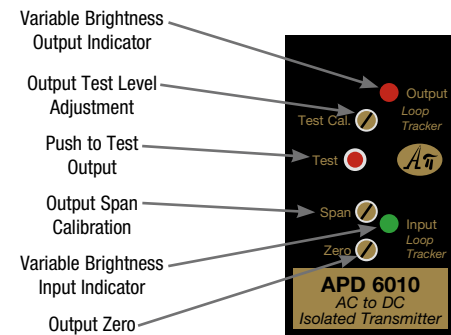 Variable Brightness
Output Indicator
Output Test Level
Adjustment
Push to Test
Output
Output Span
Calibration
Variable Brightness
Input Indicator
Output Zero
Output
Loop
Tracker
Test Cal.
Test
Aπ
Span
Input
Loop
Tracker
Zero
APD 6010
AC to DC
Isolated Transmitter